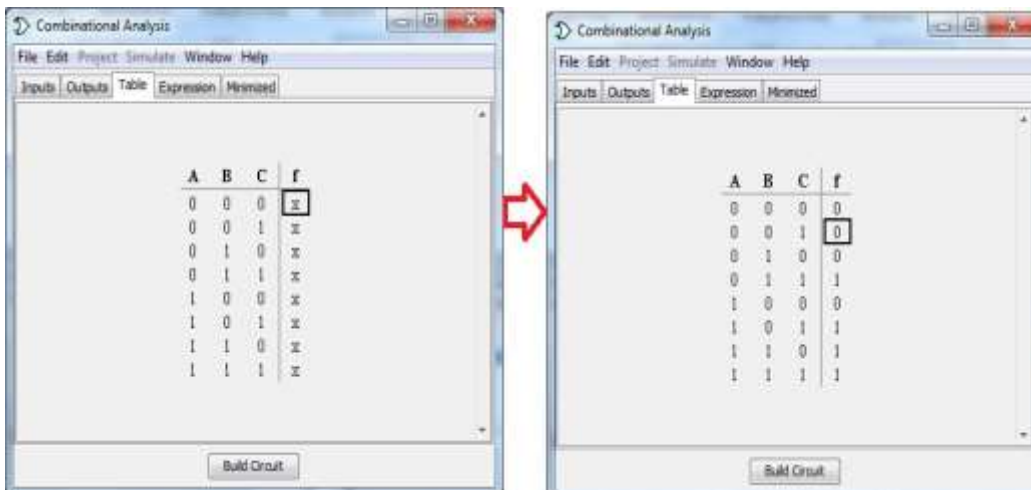 Combinational Analysis
File Edit Project Simulate Window Help
Inputs Outputs Table Expression Minimized
A B C f
0 0 0 x
0 0 1 x
0 1 0 x
0 1 1 x
1 0 0 x
1 0 1 x
1 1 0 x
1 1 1 x
Build Circuit
Combinational Analysis
File Edit Project Simulate Window Help
Inputs Outputs Table Expression Minimized
A B C f
0 0 0 0
0 0 1 0
0 1 0 0
0 1 1 1
1 0 0 0
1 0 1 1
1 1 0 1
1 1 1 1
Build Circuit